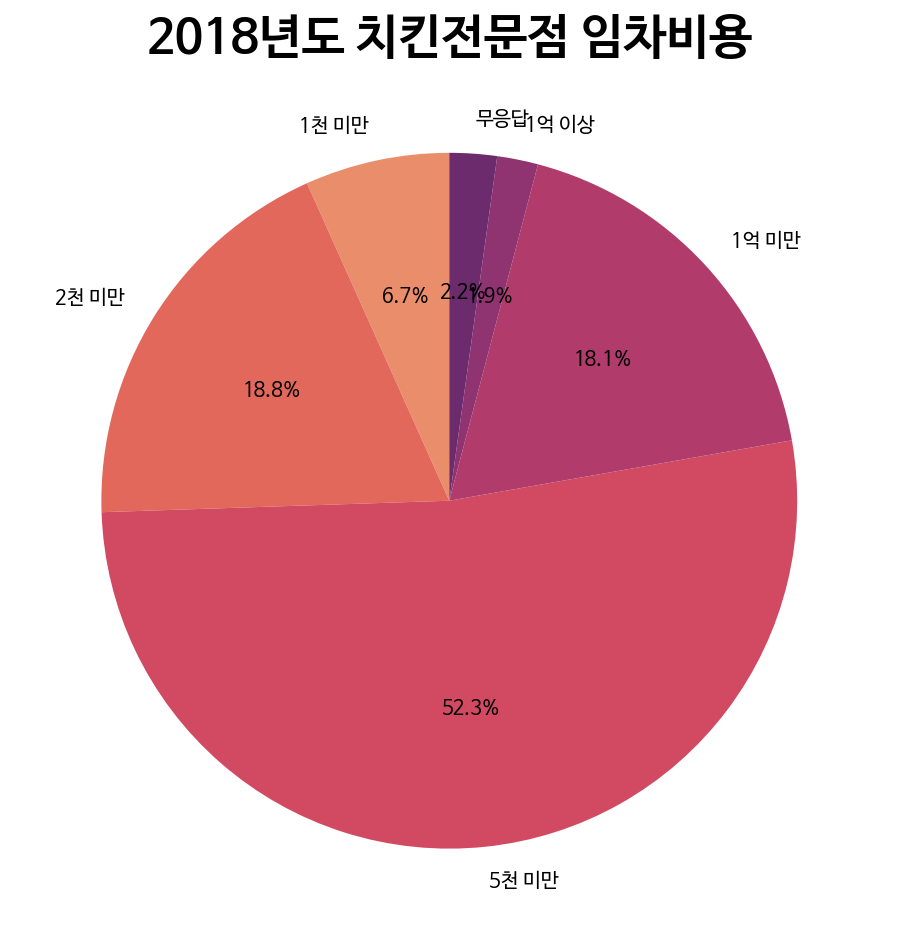 2018년도 치킨전문점 임차비용
무응답
1억 이상
1천 미만
1억 미만
2천 미만
2.2%
1.9%
6.7%
18.1%
18.8%
52.3%
5천 미만